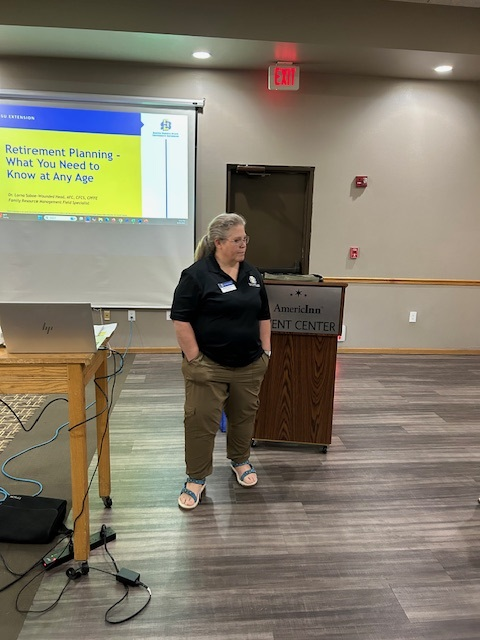 EXIT
EXTENSION
Retirement Planning -
What You Need to
Know at Any Age
Family Resource Management Field Specialist
hp
AmericInn
ENT CENTER